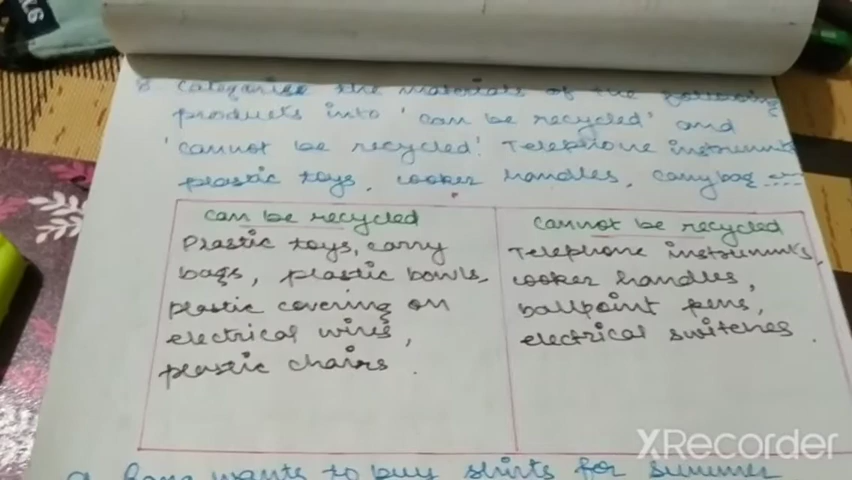 8 Categorise the materials of the following
products into 'can be recycled' and
'cannot be recycled'. Telephone instruments
plastic toys, cooker handles, carry bag
can be recycled
Plastic toys, carry
bags, plastic bowls,
plastic covering on
electrical wires,
plastic chairs.
cannot be recycled
Telephone instruments,
cooker handles,
ballpoint pens,
electrical switches.
wants to buy shirts for summer
XRecorder